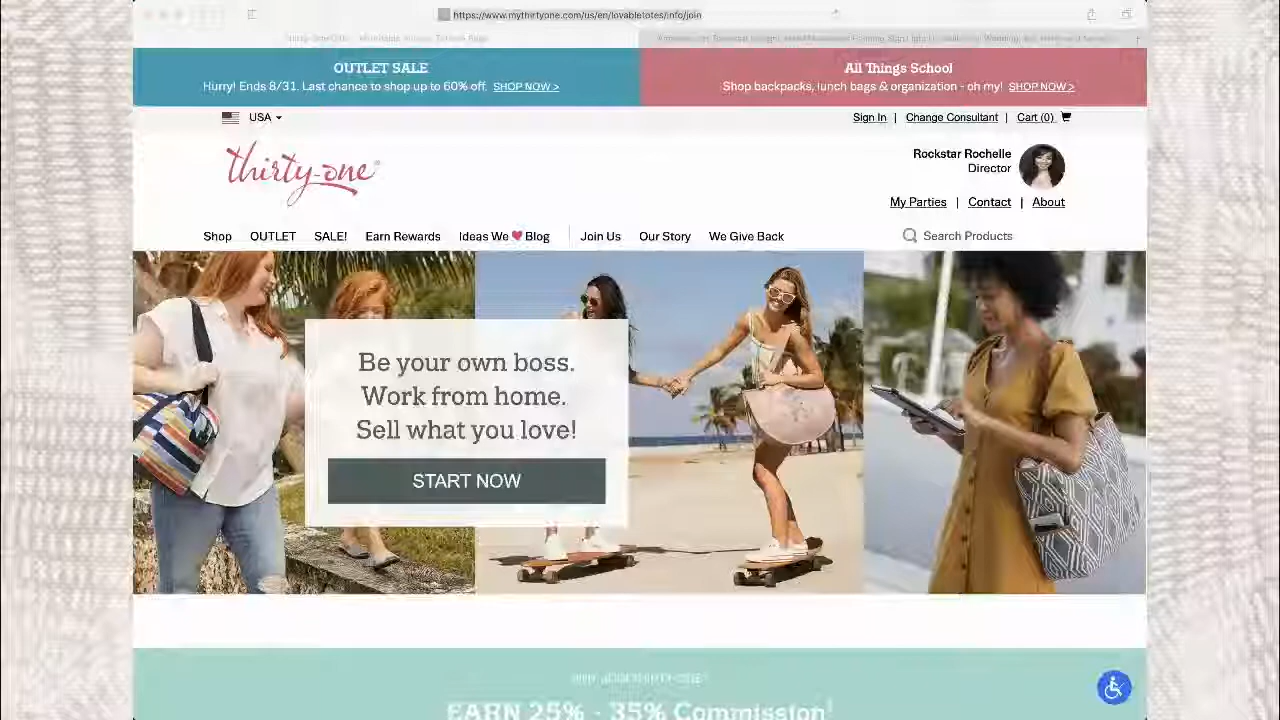 https://www.mythirtyone.com/us/en/lovabletotes/info/join
OUTLET SALE
Hurry! Ends 8/31. Last chance to shop up to 60% off. SHOP NOW >
All Things School
Shop backpacks, lunch bags & organization - oh my! SHOP NOW >
USA
Sign In | Change Consultant | Cart (0)
thirty-one
Rockstar Rochelle
Director
My Parties | Contact | About
Shop OUTLET SALE! Earn Rewards Ideas We ♥ Blog Join Us Our Story We Give Back
Search Products
Be your own boss.
Work from home.
Sell what you love!
START NOW
WHY JOIN THIRTY-ONE?
EARN 25% - 35% Commission!